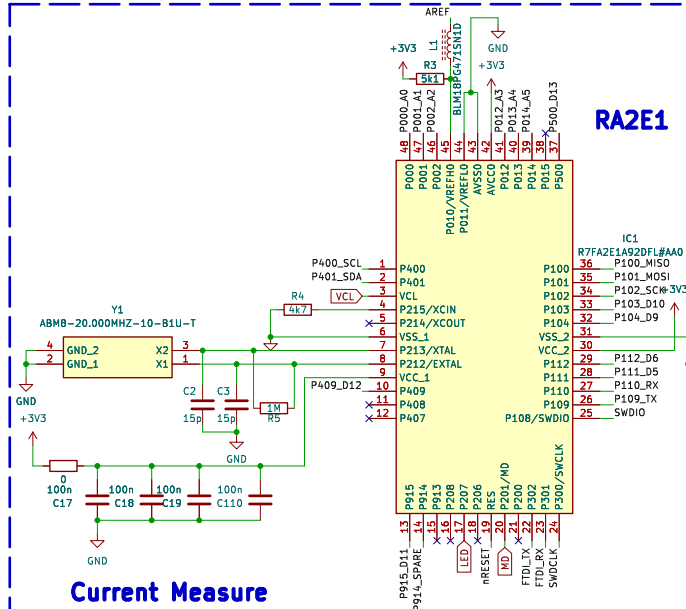 AREF
L1
BLM18PG471SN1D
GND
+3V3
R3
5k1
+3V3
RA2E1
P000_A0
P001_A1
P002_A2
P012_A3
P013_A4
P014_A5
P500_D13
48
47
46
45
44
43
42
41
40
39
38
37
P000
P001
P002
P010/VREFH0
P011/VREFL0
AVSS0
AVCC0
P012
P013
P014
P015
P500
IC1
R7FA2E1A92DFL#AA0
P400_SCL 1 P400
P401_SDA 2 P401
VCL 3 VCL
R4
4k7
4 P215/XCIN
5 P214/XCOUT
6 VSS_1
7 P213/XTAL
8 P212/EXTAL
9 VCC_1
P409_D12 10 P409
11 P408
12 P407
P100 36 P100_MISO
P101 35 P101_MOSI
P102 34 P102_SCK
+3V3
P103 33 P103_D10
P104 32 P104_D9
VSS_2 31
VCC_2 30
P112 29 P112_D6
P111 28 P111_D5
P110 27 P110_RX
P109 26 P109_TX
P108/SWDIO 25 SWDIO
Y1
ABM8-20.000MHZ-10-B1U-T
4 GND_2 X2 3
2 GND_1 X1 1
GND
C2
15p
C3
15p
1M
R5
GND
+3V3
0
100n
C17
100n
C18
100n
C19
100n
C110
GND
P915
P914
P913
P208
P207
P206
RES
P201/MD
P200
P302
P301
P300/SWCLK
13
14
15
16
17
18
19
20
21
22
23
24
P915_D11
P914_SPARE
LED
nRESET
MD
FTDI_TX
FTDI_RX
SWDCLK
Current Measure